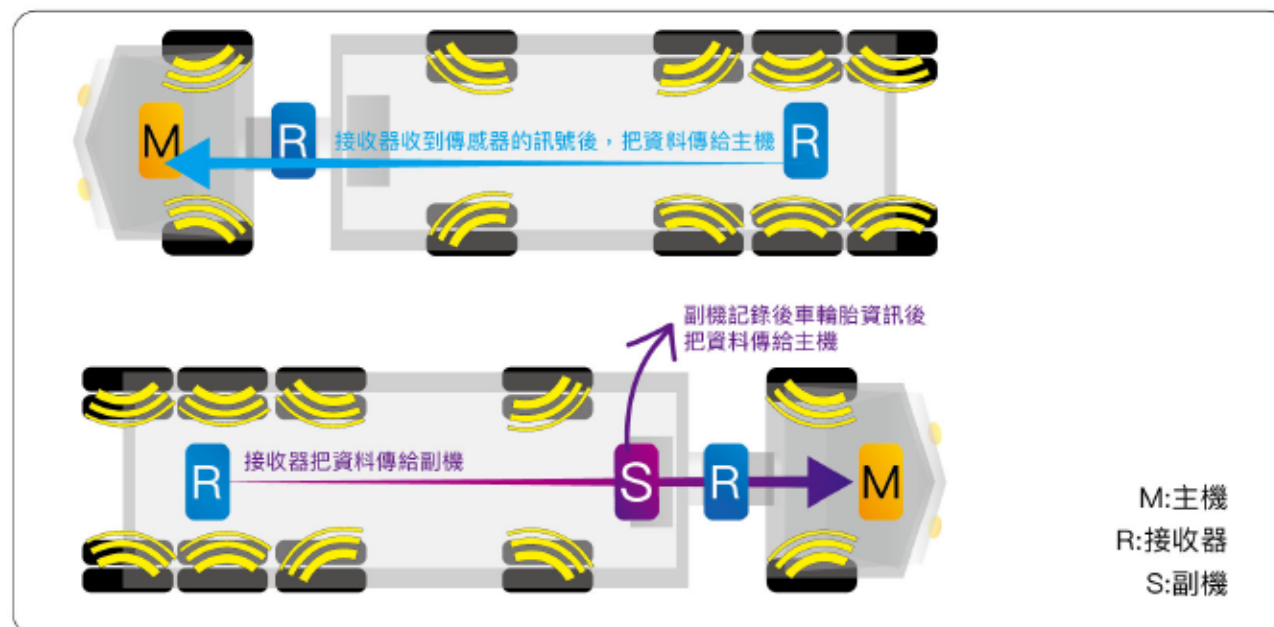 M
R
接收器收到傳感器的訊號後，把資料傳給主機
R
副機記錄後車輪胎資訊後
把資料傳給主機
R
接收器把資料傳給副機
S
R
M
M:主機
R:接收器
S:副機